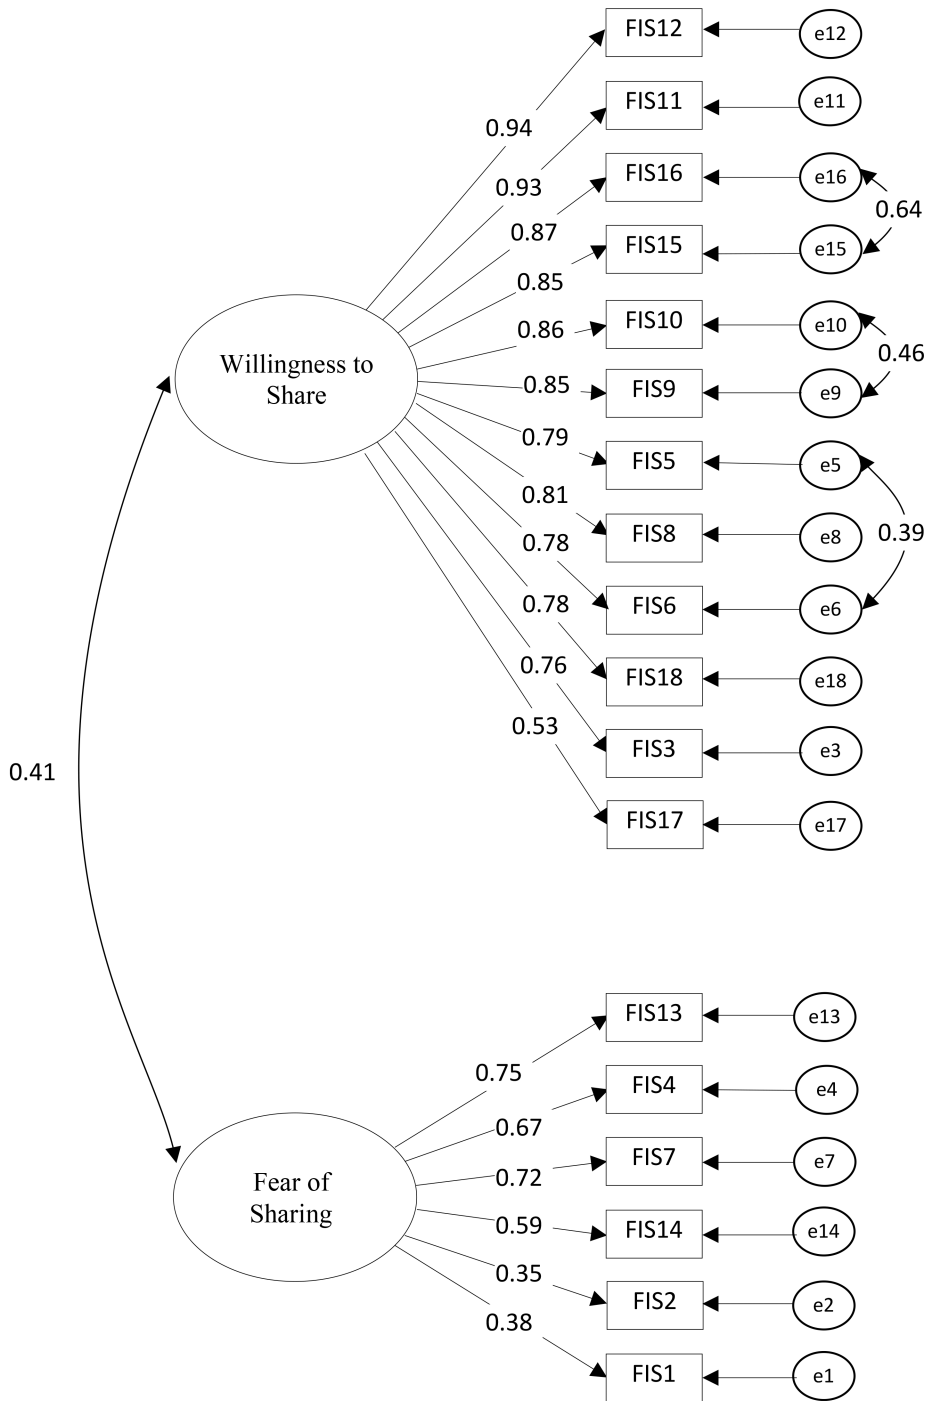 FIS12
e12
FIS11
e11
0.94
FIS16
e16
0.93
0.64
0.87
FIS15
e15
0.85
FIS10
e10
0.86
0.46
Willingness to
Share
0.85
FIS9
e9
0.79
FIS5
e5
0.81
FIS8
e8
0.39
0.78
FIS6
e6
0.78
FIS18
e18
0.76
FIS3
e3
0.53
0.41
FIS17
e17
FIS13
e13
0.75
FIS4
e4
0.67
FIS7
e7
0.72
Fear of
Sharing
0.59
FIS14
e14
0.35
FIS2
e2
0.38
FIS1
e1